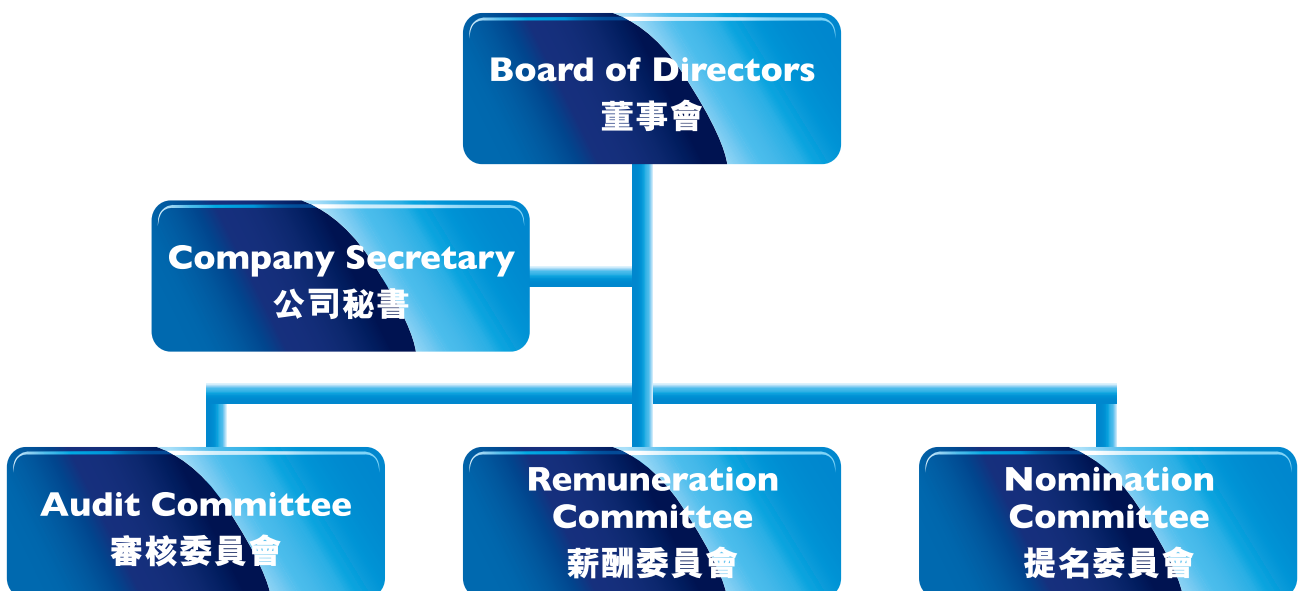 Board of Directors
董事會
Company Secretary
公司秘書
Audit Committee
審核委員會
Remuneration
Committee
薪酬委員會
Nomination
Committee
提名委員會